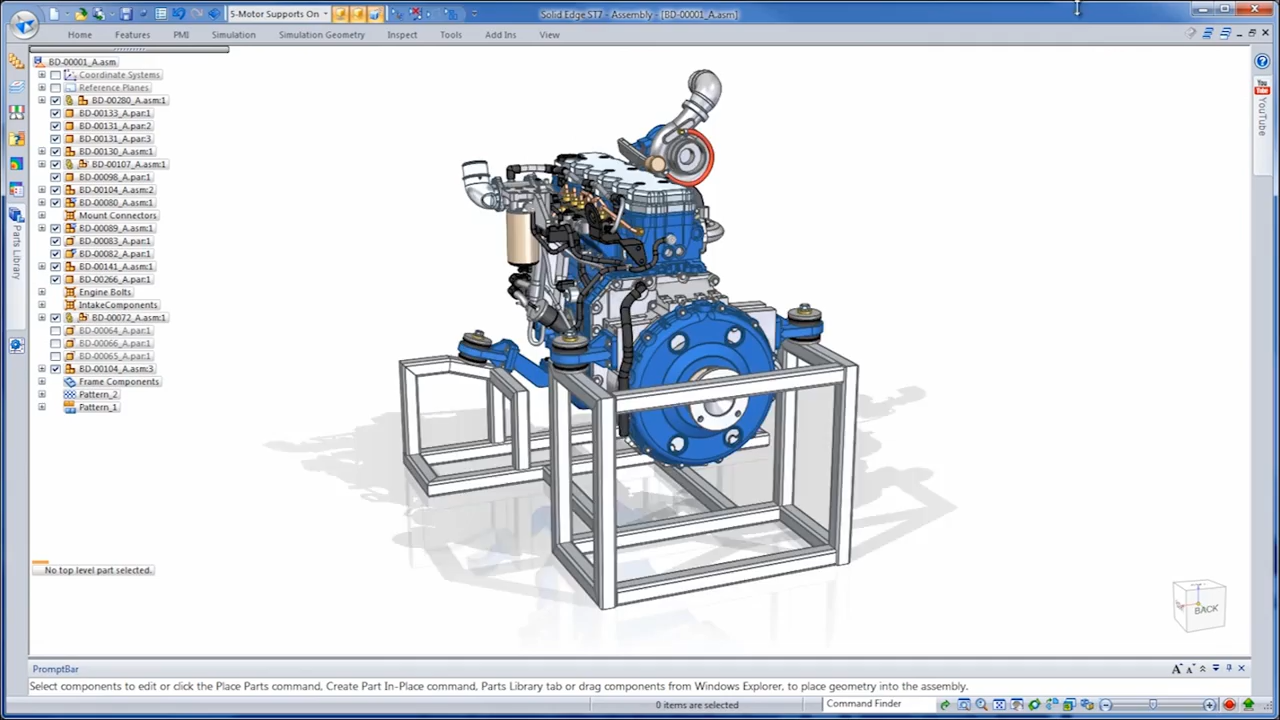 5-Motor Supports On
Solid Edge ST7 - Assembly - [BD-00001_A.asm]
Home Features PMI Simulation Simulation Geometry Inspect Tools Add Ins View
BD-00001_A.asm
Coordinate Systems
Reference Planes
BD-00280_A.asm:1
BD-00133_A.par:1
BD-00131_A.par:2
BD-00131_A.par:3
BD-00130_A.asm:1
BD-00107_A.asm:1
BD-00098_A.par:1
BD-00104_A.asm:2
BD-00080_A.asm:1
Mount Connectors
BD-00089_A.asm:1
BD-00083_A.par:1
BD-00082_A.par:1
BD-00141_A.asm:1
BD-00266_A.par:1
Engine Bolts
IntakeComponents
BD-00072_A.asm:1
BD-00064_A.par:1
BD-00066_A.par:1
BD-00065_A.par:1
BD-00104_A.asm:3
Frame Components
Pattern_2
Pattern_1
Parts Library
No top level part selected.
You
Tube
YouTube
BACK
PromptBar
Select components to edit or click the Place Parts command, Create Part In-Place command, Parts Library tab or drag components from Windows Explorer, to place geometry into the assembly.
0 items are selected
Command Finder